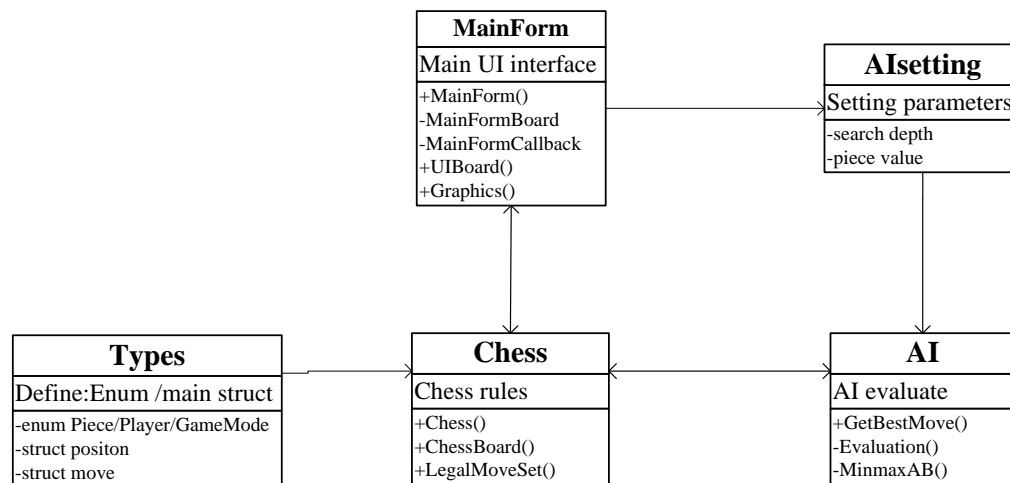 MainForm
Main UI interface
+MainForm()
-MainFormBoard
-MainFormCallback
+UIBoard()
+Graphics()
AIsetting
Setting parameters
-search depth
-piece value
Types
Define:Enum /main struct
-enum Piece/Player/GameMode
-struct positon
-struct move
Chess
Chess rules
+Chess()
+ChessBoard()
+LegalMoveSet()
AI
AI evaluate
+GetBestMove()
-Evaluation()
-MinmaxAB()